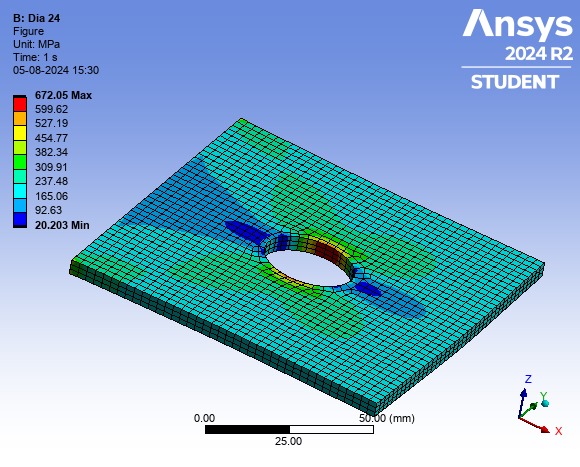 B: Dia 24
Figure
Unit: MPa
Time: 1 s
05-08-2024 15:30
672.05 Max
599.62
527.19
454.77
382.34
309.91
237.48
165.06
92.63
20.203 Min
Ansys
2024 R2
STUDENT
0.00
50.00 (mm)
25.00
Z
Y
X